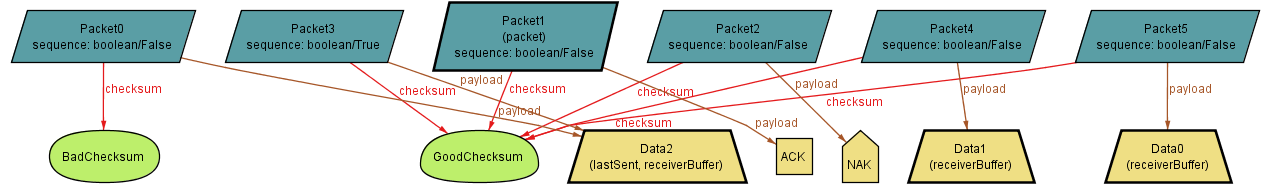 Packet0
sequence: boolean/False
Packet3
sequence: boolean/True
Packet1
(packet)
sequence: boolean/False
Packet2
sequence: boolean/False
Packet4
sequence: boolean/False
Packet5
sequence: boolean/False
checksum
payload
payload
checksum
checksum
payload
checksum
payload
checksum
checksum
payload
payload
BadChecksum
GoodChecksum
Data2
(lastSent, receiverBuffer)
ACK
NAK
Data1
(receiverBuffer)
Data0
(receiverBuffer)